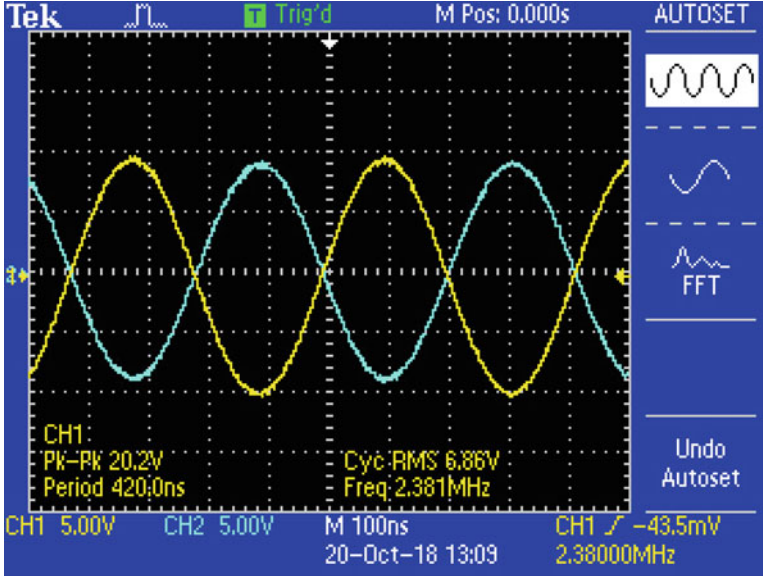 Tek T Trig'd M Pos: 0.000s AUTOSET
FFT
CH1
Pk-Pk 20.2V Cyc RMS 6.86V
Period 420.0ns Freq 2.381MHz
Undo
Autoset
CH1 5.00V CH2 5.00V M 100ns CH1 -43.5mV
20-Oct-18 13:09 2.38000MHz